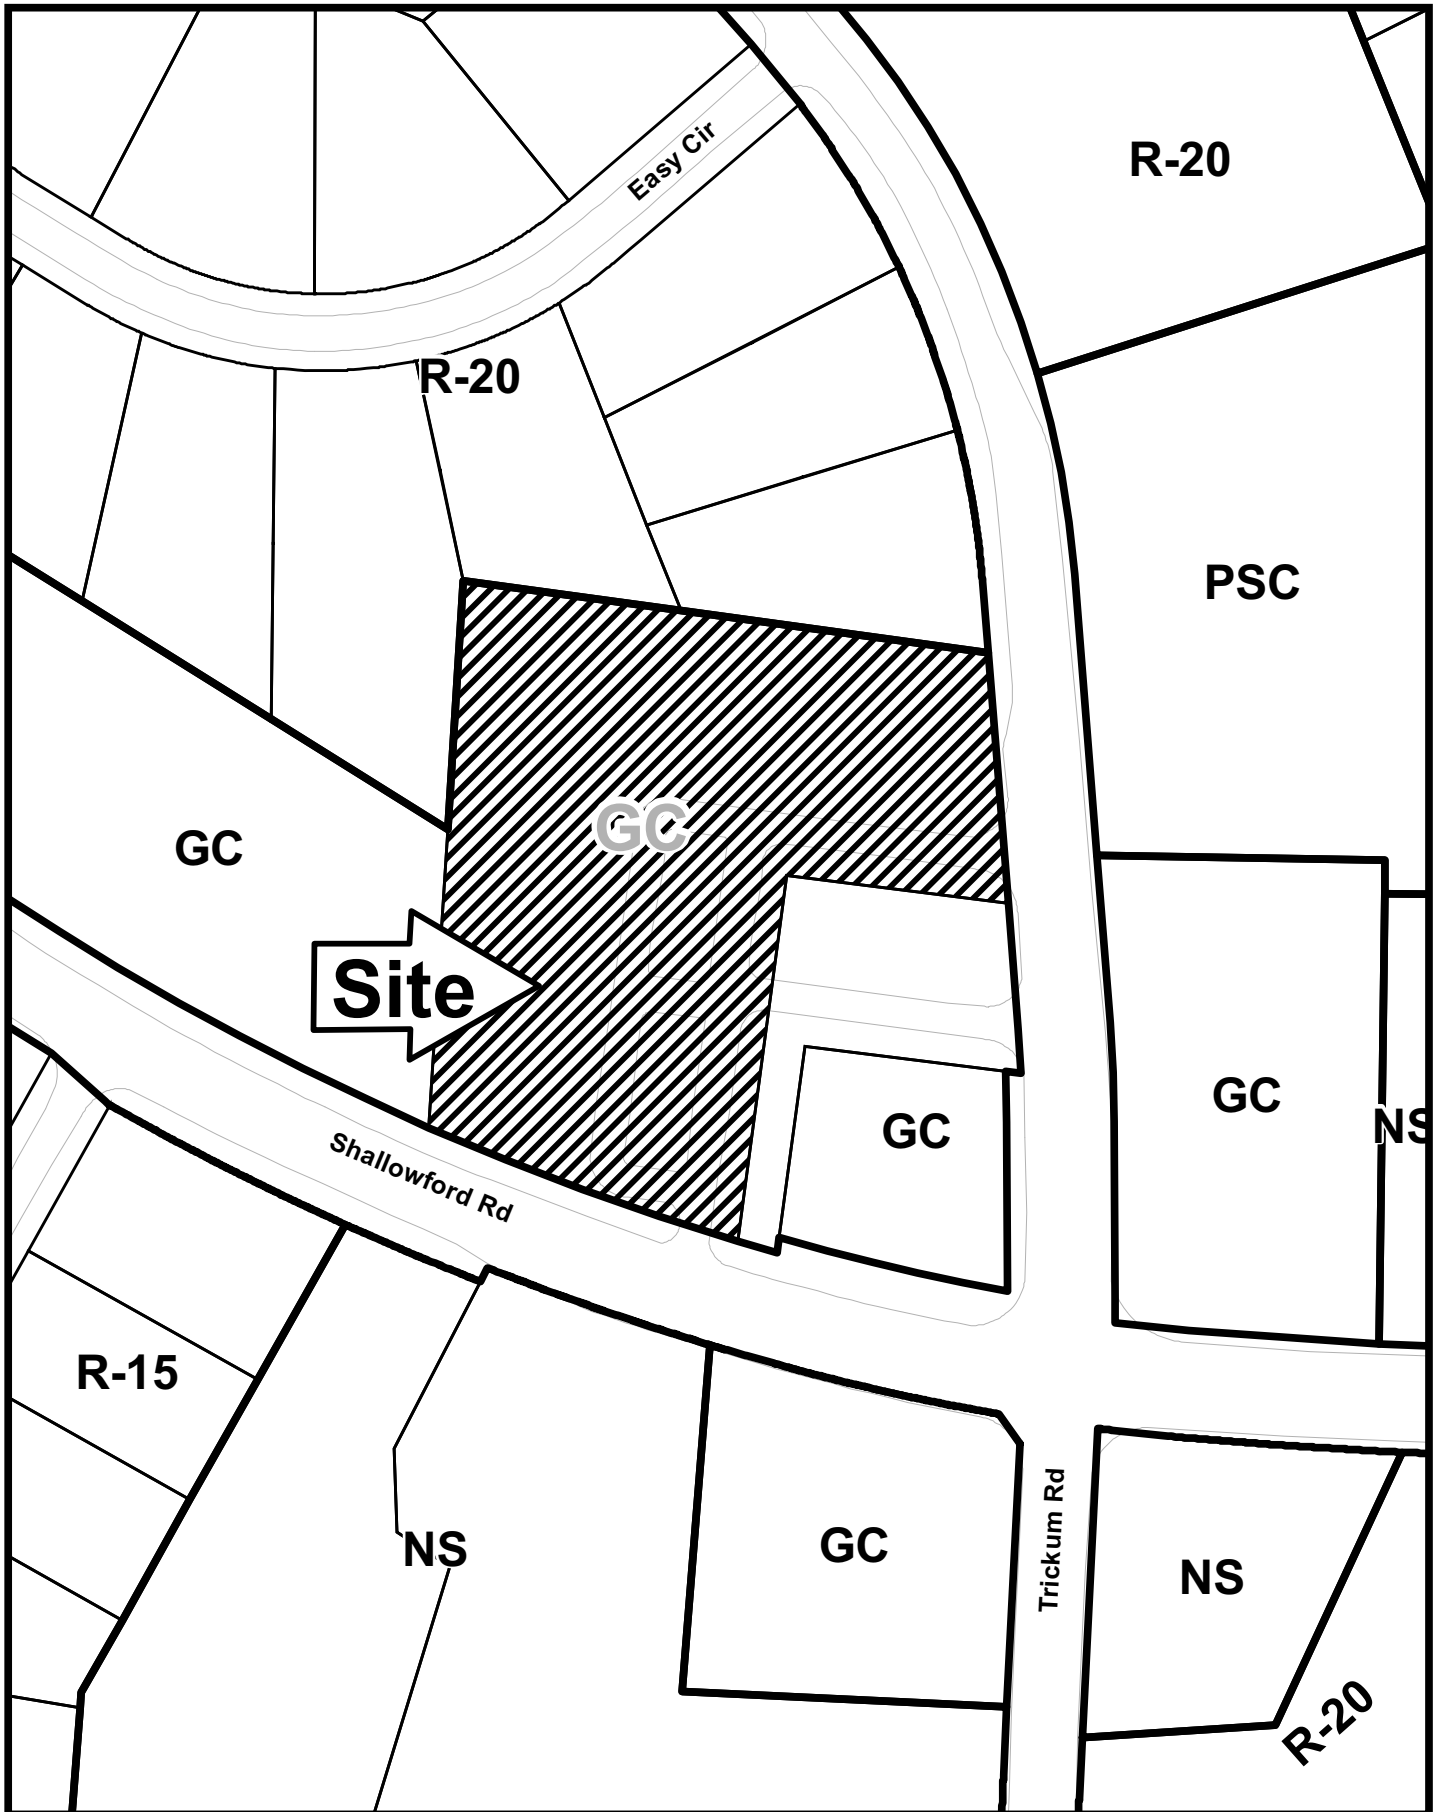 Easy Cir
R-20
R-20
PSC
GC
GC
Site
GC
GC
NS
Shallowford Rd
R-15
NS
GC
Trickum Rd
NS
R-20